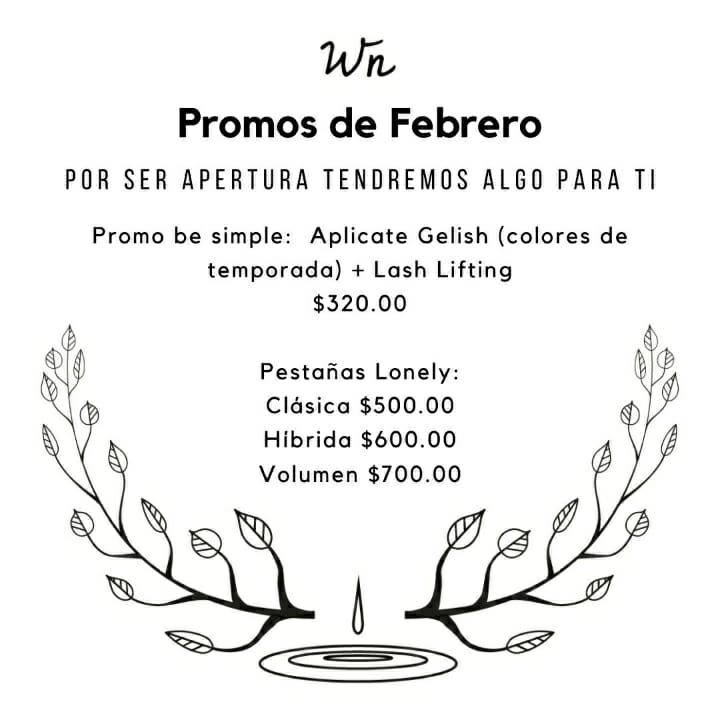 Wn
Promos de Febrero
POR SER APERTURA TENDREMOS ALGO PARA TI
Promo be simple: Aplicate Gelish (colores de
temporada) + Lash Lifting
$320.00
Pestañas Lonely:
Clásica $500.00
Híbrida $600.00
Volumen $700.00